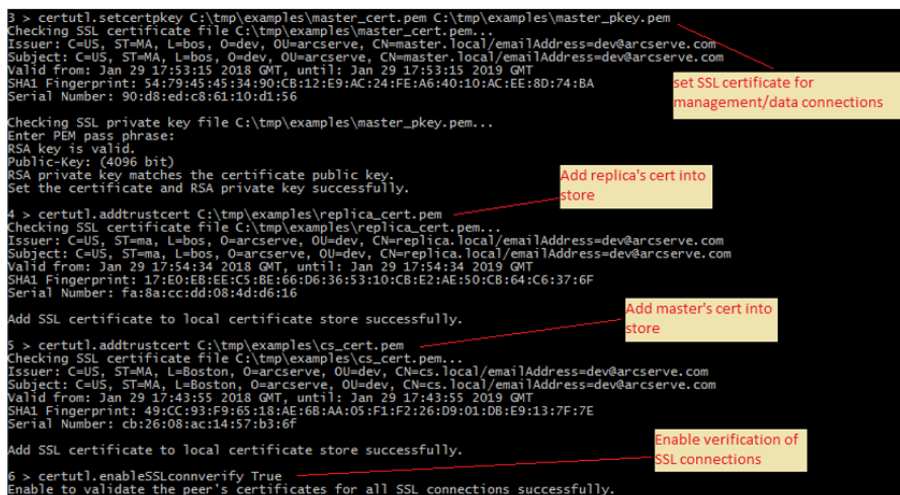 3 > certutl.setcertpkey C:\tmp\examples\master_cert.pem C:\tmp\examples\master_pkey.pem
Checking SSL certificate file C:\tmp\examples\master_cert.pem...
Issuer: C=US, ST=MA, L=bos, O=dev, OU=arcserve, CN=master.local/emailAddress=dev@arcserve.com
Subject: C=US, ST=MA, L=bos, O=dev, OU=arcserve, CN=master.local/emailAddress=dev@arcserve.com
Valid from: Jan 29 17:53:15 2018 GMT, until: Jan 29 17:53:15 2019 GMT
SHA1 Fingerprint: 54:79:45:45:34:90:CB:12:E9:AC:24:FE:A6:40:10:AC:EE:8D:74:BA
Serial Number: 90:d8:ed:c8:61:10:d1:56
set SSL certificate for
management/data connections
Checking SSL private key file C:\tmp\examples\master_pkey.pem...
Enter PEM pass phrase:
RSA key is valid.
Public-Key: (4096 bit)
RSA private key matches the certificate public key.
Set the certificate and RSA private key successfully.
Add replica's cert into
store
4 > certutl.addtrustcert C:\tmp\examples\replica_cert.pem
Checking SSL certificate file C:\tmp\examples\replica_cert.pem...
Issuer: C=US, ST=ma, L=bos, O=arcserve, OU=dev, CN=replica.local/emailAddress=dev@arcserve.com
Subject: C=US, ST=ma, L=bos, O=arcserve, OU=dev, CN=replica.local/emailAddress=dev@arcserve.com
Valid from: Jan 29 17:54:34 2018 GMT, until: Jan 29 17:54:34 2019 GMT
SHA1 Fingerprint: 17:E0:EB:EE:C5:BE:66:D6:36:53:10:CB:E2:AE:50:CB:64:C6:37:6F
Serial Number: fa:8a:cc:dd:08:4d:d6:16
Add SSL certificate to local certificate store successfully.
Add master's cert into
store
5 > certutl.addtrustcert C:\tmp\examples\cs_cert.pem
Checking SSL certificate file C:\tmp\examples\cs_cert.pem...
Issuer: C=US, ST=MA, L=Boston, O=arcserve, OU=dev, CN=cs.local/emailAddress=dev@arcserve.com
Subject: C=US, ST=MA, L=Boston, O=arcserve, OU=dev, CN=cs.local/emailAddress=dev@arcserve.com
Valid from: Jan 29 17:43:55 2018 GMT, until: Jan 29 17:43:55 2019 GMT
SHA1 Fingerprint: 49:CC:93:F9:65:18:AE:6B:AA:05:F1:F2:26:D9:01:DB:E9:13:7F:7E
Serial Number: cb:26:08:ac:14:57:b3:6f
Add SSL certificate to local certificate store successfully.
Enable verification of
SSL connections
6 > certutl.enableSSLconnverify True
Enable to validate the peer's certificates for all SSL connections successfully.